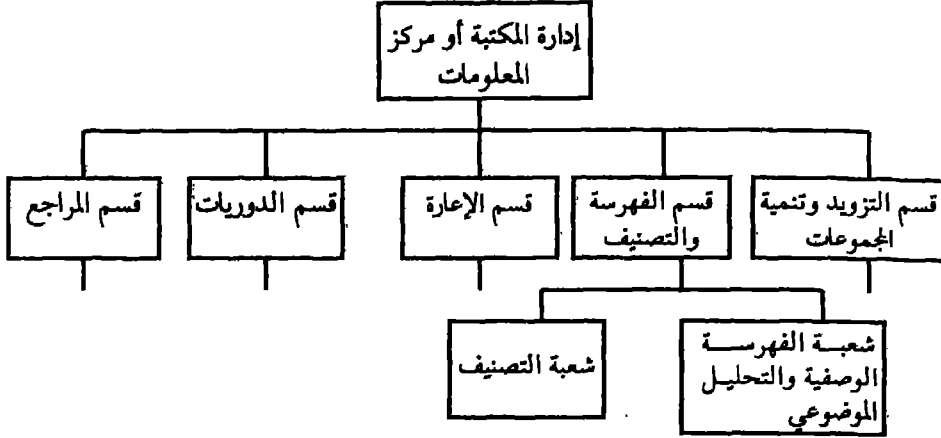 إدارة المكتبة أو مركز
المعلومات
قسم التزويد وتنمية
المجموعات
قسم الفهرسة
والتصنيف
قسم الإعارة
قسم الدوريات
قسم المراجع
شعبة الفهرســة
الوصفية والتحليل
الموضوعي
شعبة التصنيف